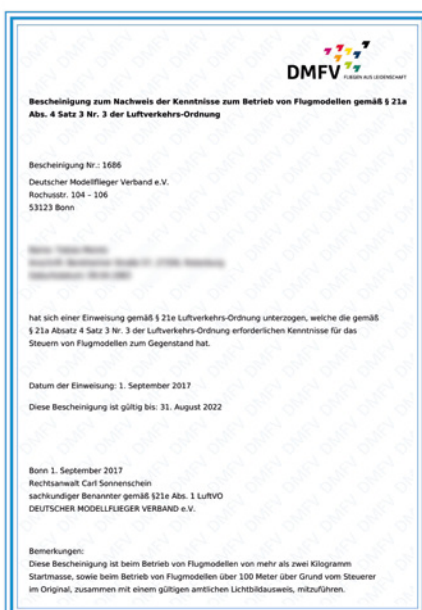 DMFV
FLIEGEN AUS LEIDENSCHAFT
Bescheinigung zum Nachweis der Kenntnisse zum Betrieb von Flugmodellen gemäß § 21a
Abs. 4 Satz 3 Nr. 3 der Luftverkehrs-Ordnung
Bescheinigung Nr.: 1686
Deutscher Modellflieger Verband e.V.
Rochusstr. 104 – 106
53123 Bonn
hat sich einer Einweisung gemäß § 21e Luftverkehrs-Ordnung unterzogen, welche die gemäß
§ 21a Absatz 4 Satz 3 Nr. 3 der Luftverkehrs-Ordnung erforderlichen Kenntnisse für das
Steuern von Flugmodellen zum Gegenstand hat.
Datum der Einweisung: 1. September 2017
Diese Bescheinigung ist gültig bis: 31. August 2022
Bonn 1. September 2017
Rechtsanwalt Carl Sonnenschein
sachkundiger Benannter gemäß §21e Abs. 1 LuftVO
DEUTSCHER MODELLFLIEGER VERBAND e.V.
Bemerkungen:
Diese Bescheinigung ist beim Betrieb von Flugmodellen von mehr als zwei Kilogramm
Startmasse, sowie beim Betrieb von Flugmodellen über 100 Meter über Grund vom Steuerer
im Original, zusammen mit einem gültigen amtlichen Lichtbildausweis, mitzuführen.